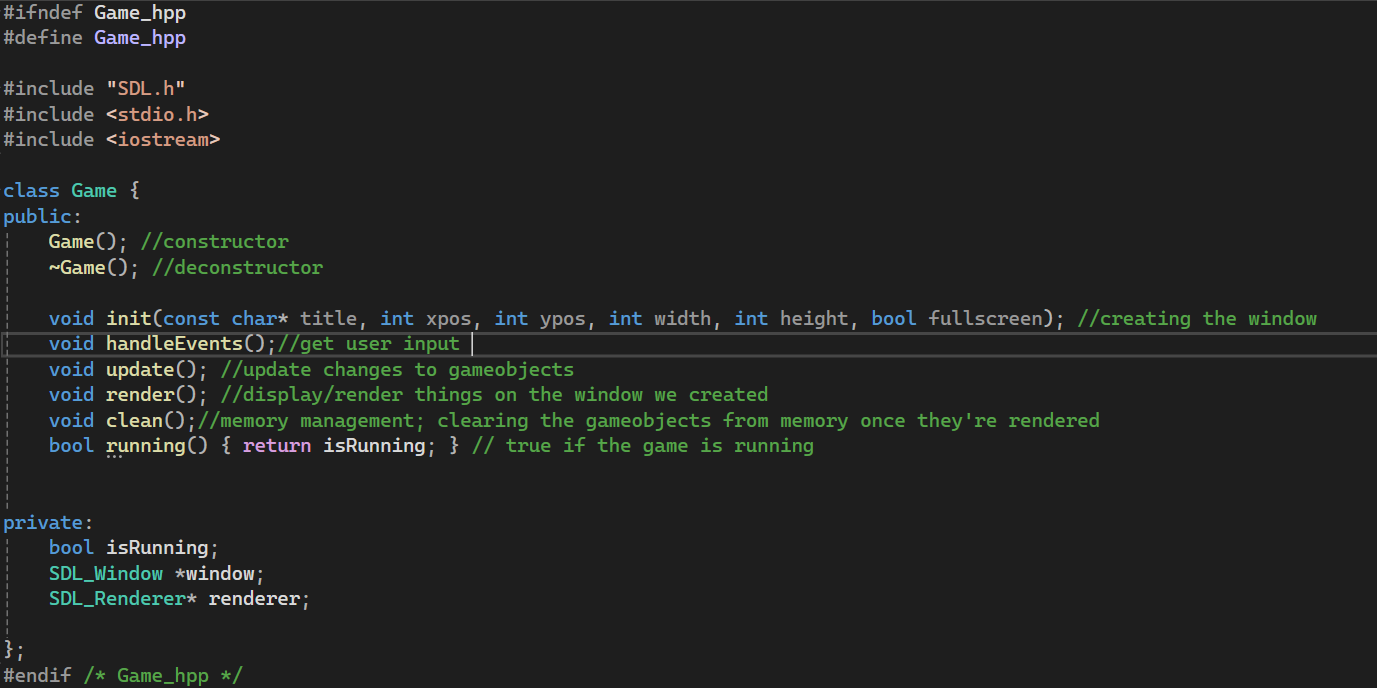 #ifndef Game_hpp
#define Game_hpp
#include "SDL.h"
#include <stdio.h>
#include <iostream>
class Game {
public:
Game(); //constructor
~Game(); //deconstructor
void init(const char* title, int xpos, int ypos, int width, int height, bool fullscreen); //creating the window
void handleEvents();//get user input
void update(); //update changes to gameobjects
void render(); //display/render things on the window we created
void clean();//memory management; clearing the gameobjects from memory once they're rendered
bool running() { return isRunning; } // true if the game is running
private:
bool isRunning;
SDL_Window *window;
SDL_Renderer* renderer;
};
#endif /* Game_hpp */